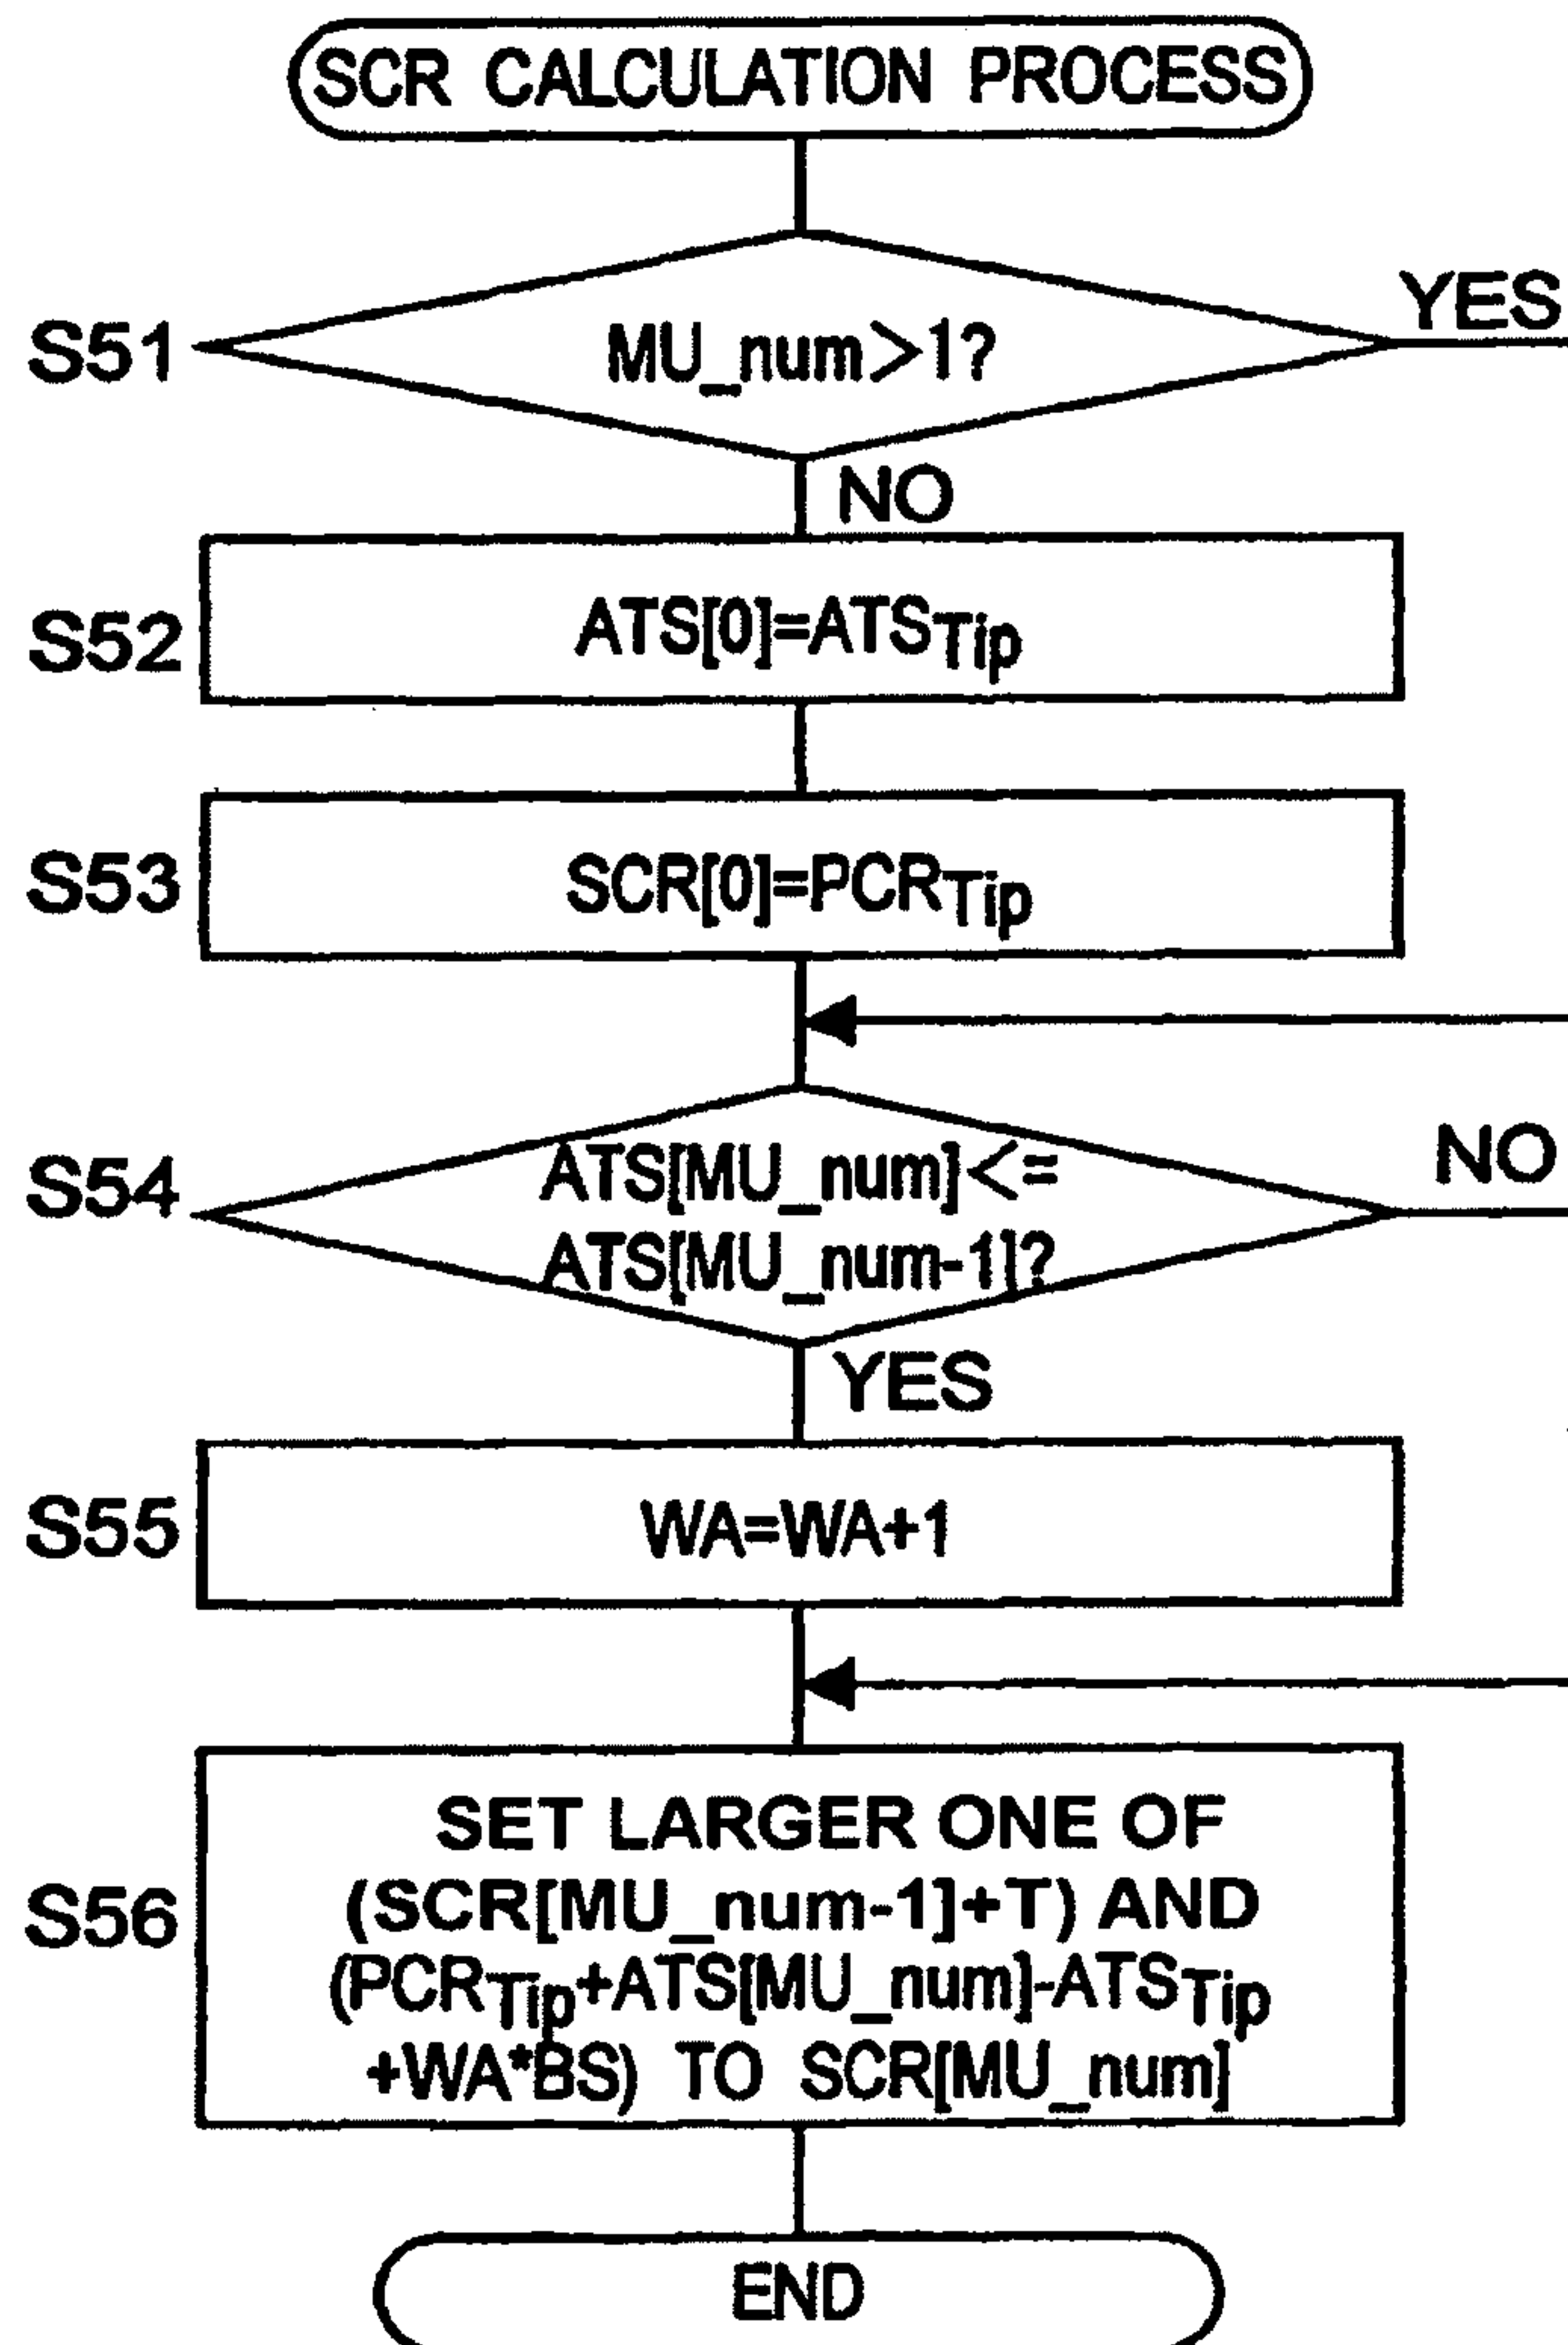 SCR CALCULATION PROCESS
S51
MU_num>1?
YES
NO
S52
ATS[0]=ATSTip
S53
SCR[0]=PCRTip
S54
ATS[MU_num]<=
ATS[MU_num-1]?
NO
YES
S55
WA=WA+1
S56
SET LARGER ONE OF
(SCR[MU_num-1]+T) AND
(PCRTip+ATS[MU_num]-ATSTip
+WA*BS) TO SCR[MU_num]
END